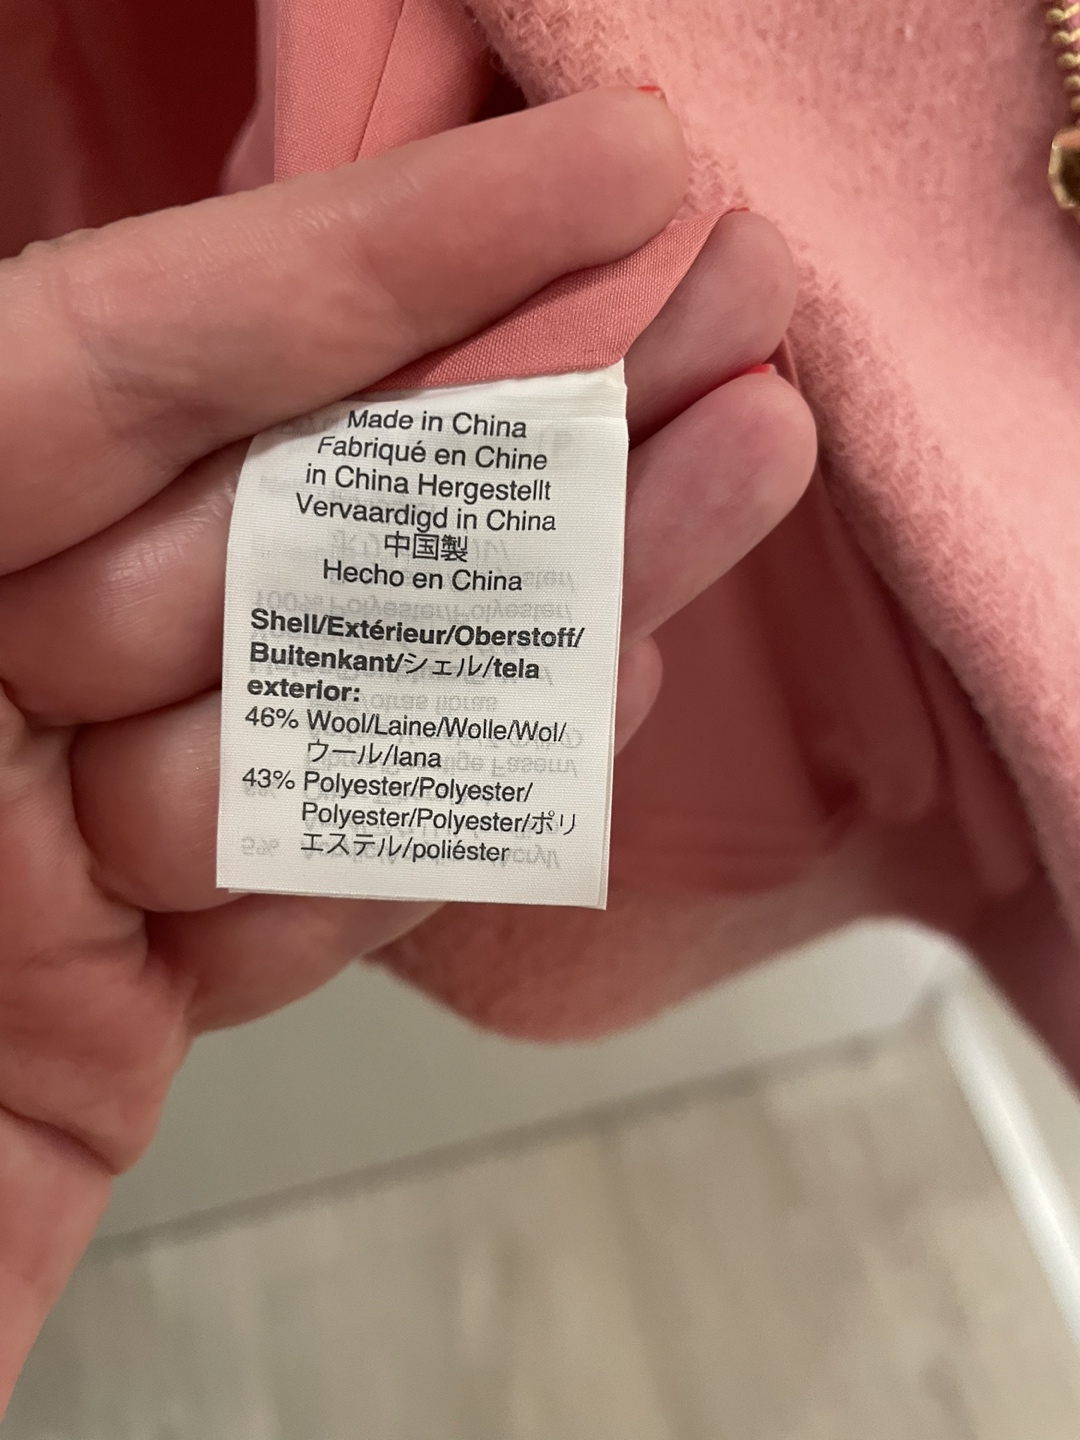 Made in China
Fabriqué en Chine
in China Hergestellt
Vervaardigd in China
中国製
Hecho en China
Shell/Extérieur/Oberstoff/
Buitenkant/シェル/tela
exterior:
46% Wool/Laine/Wolle/Wol/
ウール/lana
43% Polyester/Polyester/
Polyester/Polyester/ポリ
エステル/poliéster